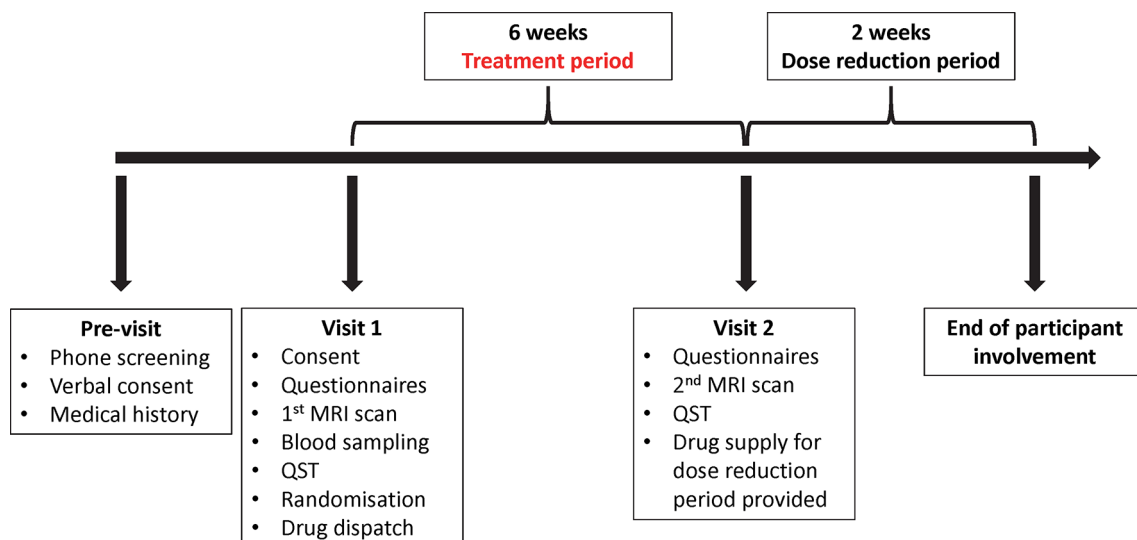 6 weeks
Treatment period
2 weeks
Dose reduction period
Pre-visit
• Phone screening
• Verbal consent
• Medical history
Visit 1
• Consent
• Questionnaires
• 1st MRI scan
• Blood sampling
• QST
• Randomisation
• Drug dispatch
Visit 2
• Questionnaires
• 2nd MRI scan
• QST
• Drug supply for
dose reduction
period provided
End of participant
involvement